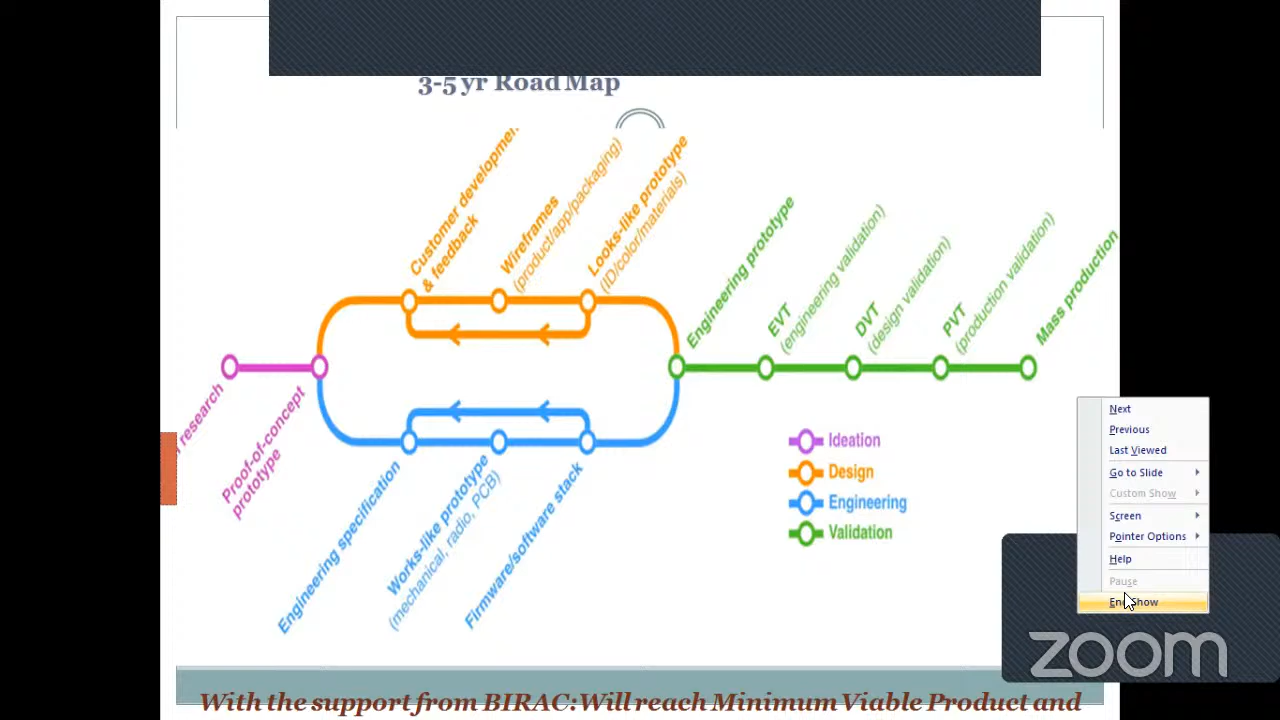 3-5 yr Road Map
Customer development
& feedback
Wireframes
(product/app/packaging)
Looks-like prototype
(ID/color/materials)
Engineering prototype
EVT
(engineering validation)
DVT
(design validation)
PVT
(production validation)
Mass production
research
Proof-of-concept
prototype
Engineering specification
Works-like prototype
(mechanical, radio, PCB)
Firmware/software stack
Ideation
Design
Engineering
Validation
Next
Previous
Last Viewed
Go to Slide
Custom Show
Screen
Pointer Options
Help
Pause
End Show
zoom
With the support from BIRAC: Will reach Minimum Viable Product and